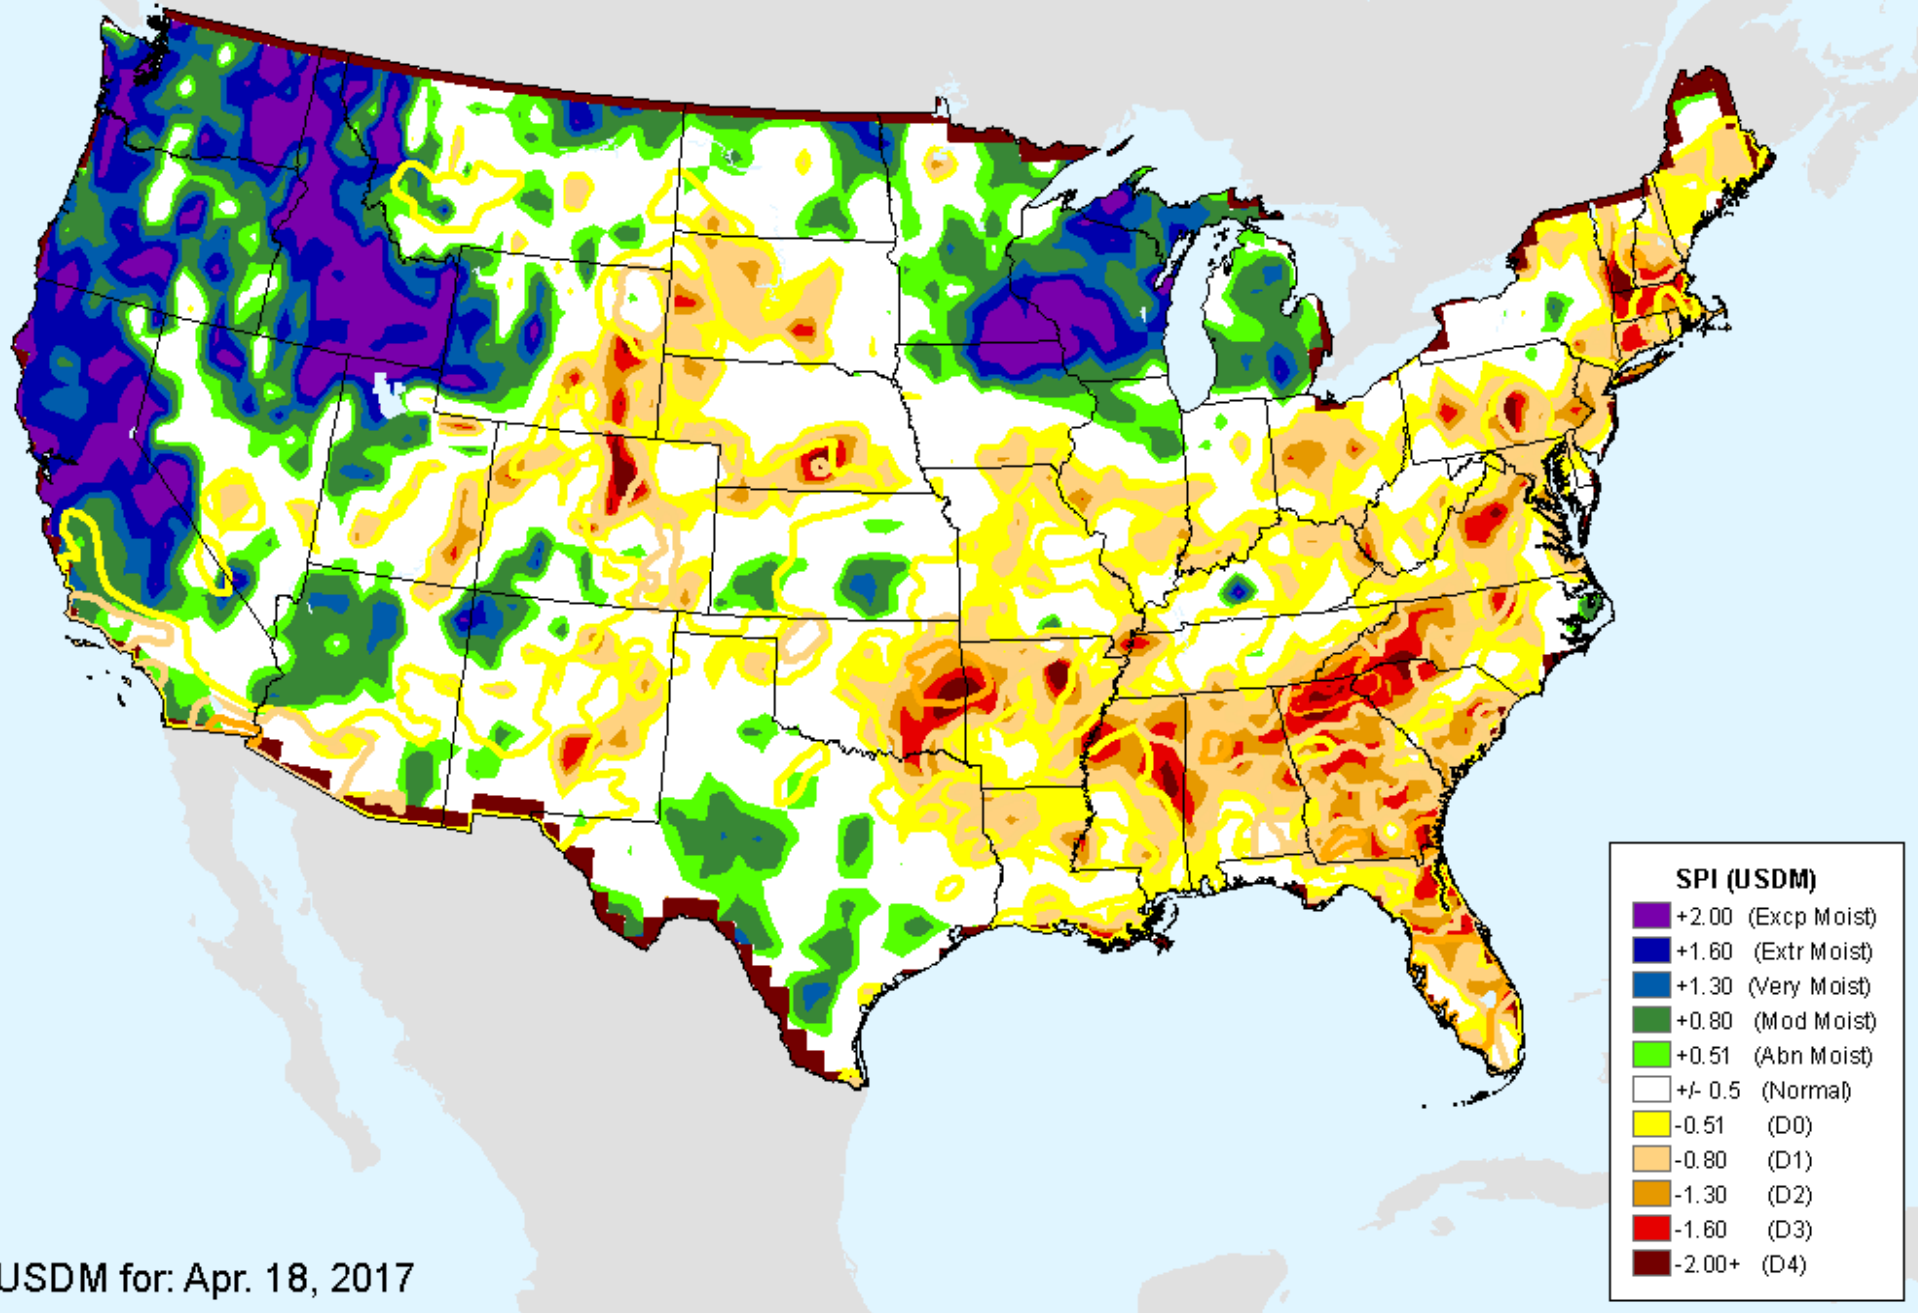 SPI (USDM)
+2.00 (Excp Moist)
+1.60 (Extr Moist)
+1.30 (Very Moist)
+0.80 (Mod Moist)
+0.51 (Abn Moist)
+/- 0.5 (Normal)
-0.51 (D0)
-0.80 (D1)
-1.30 (D2)
-1.60 (D3)
-2.00+ (D4)
USDM for: Apr. 18, 2017